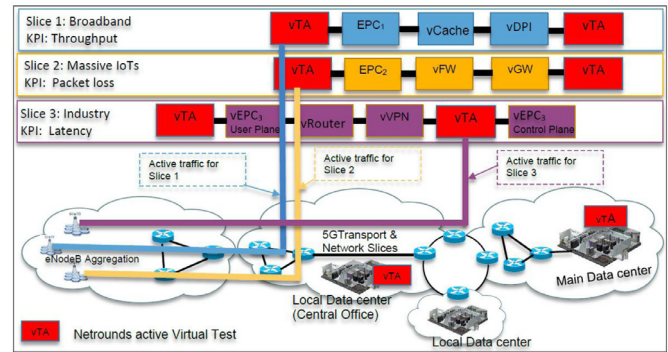 Slice 1: Broadband
KPI: Throughput
vTA
EPC1
vCache
vDPI
vTA
Slice 2: Massive IoTs
KPI: Packet loss
vTA
EPC2
vFW
vGW
vTA
Slice 3: Industry
KPI: Latency
vTA
vEPC3
User Plane
vRouter
vVPN
vTA
vEPC3
Control Plane
Active traffic for
Slice 1
Active traffic for
Slice 2
Active traffic for
Slice 3
5GTransport &
Network Slices
eNodeB Aggregation
vTA
vTA
Main Data center
Local Data center
(Central Office)
Local Data center
vTA
Netrounds active Virtual Test